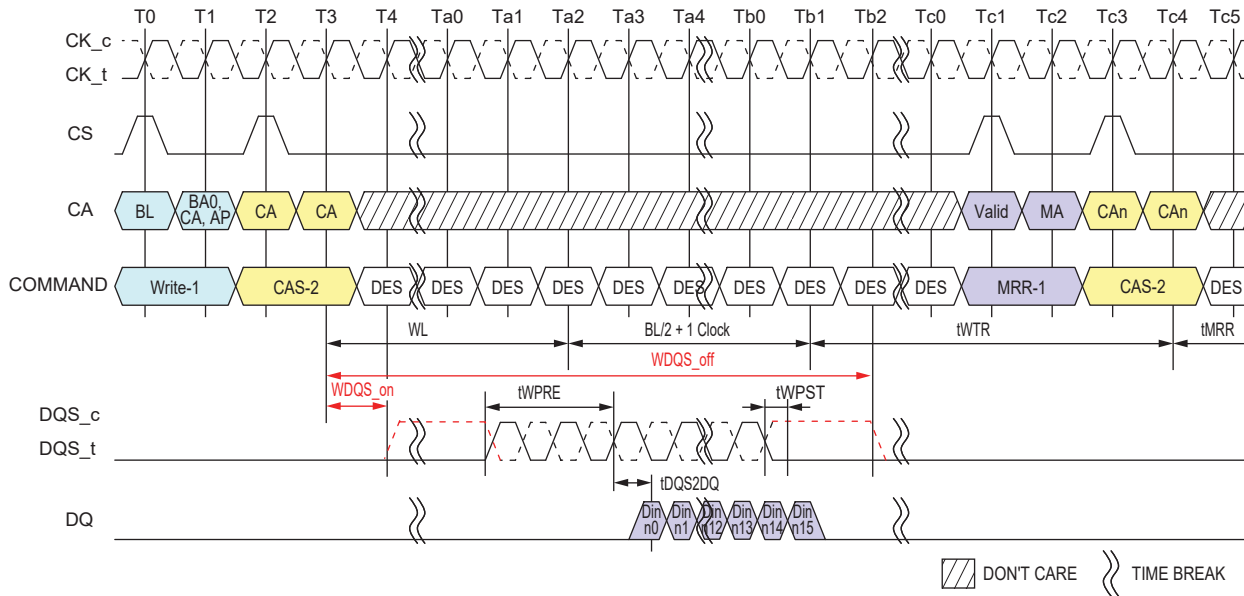 T0 T1 T2 T3 T4 Ta0 Ta1 Ta2 Ta3 Ta4 Tb0 Tb1 Tb2 Tc0 Tc1 Tc2 Tc3 Tc4 Tc5
CK_c
CK_t
CS
CA BL BA0, CA, AP CA CA Valid MA CAn CAn
COMMAND Write-1 CAS-2 DES DES DES DES DES DES DES DES DES DES MRR-1 CAS-2 DES
WL BL/2 + 1 Clock tWTR tMRR
WDQS_off
WDQS_on tWPRE tWPST
DQS_c
DQS_t
tDQS2DQ
DQ Din n0 Din n1 Din n12 Din n13 Din n14 Din n15
DON'T CARE TIME BREAK